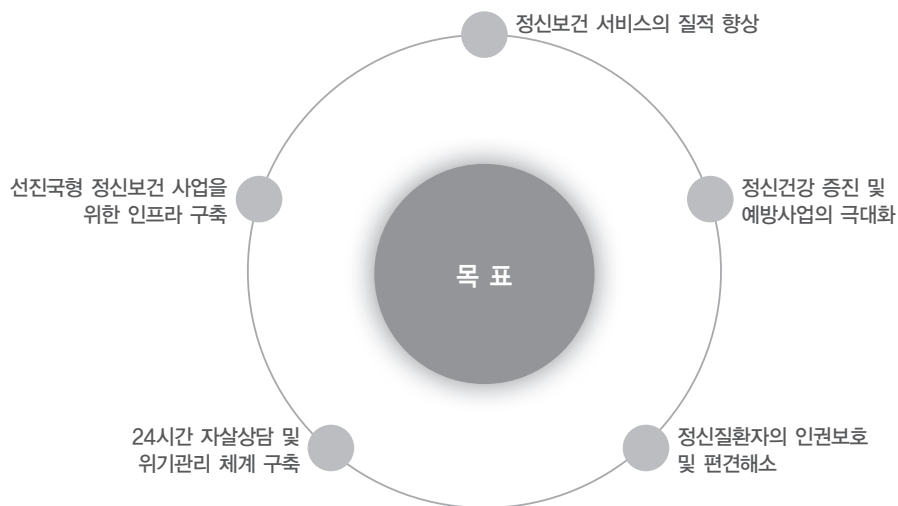 정신보건 서비스의 질적 향상
선진국형 정신보건 사업을
위한 인프라 구축
정신건강 증진 및
예방사업의 극대화
목 표
24시간 자살상담 및
위기관리 체계 구축
정신질환자의 인권보호
및 편견해소